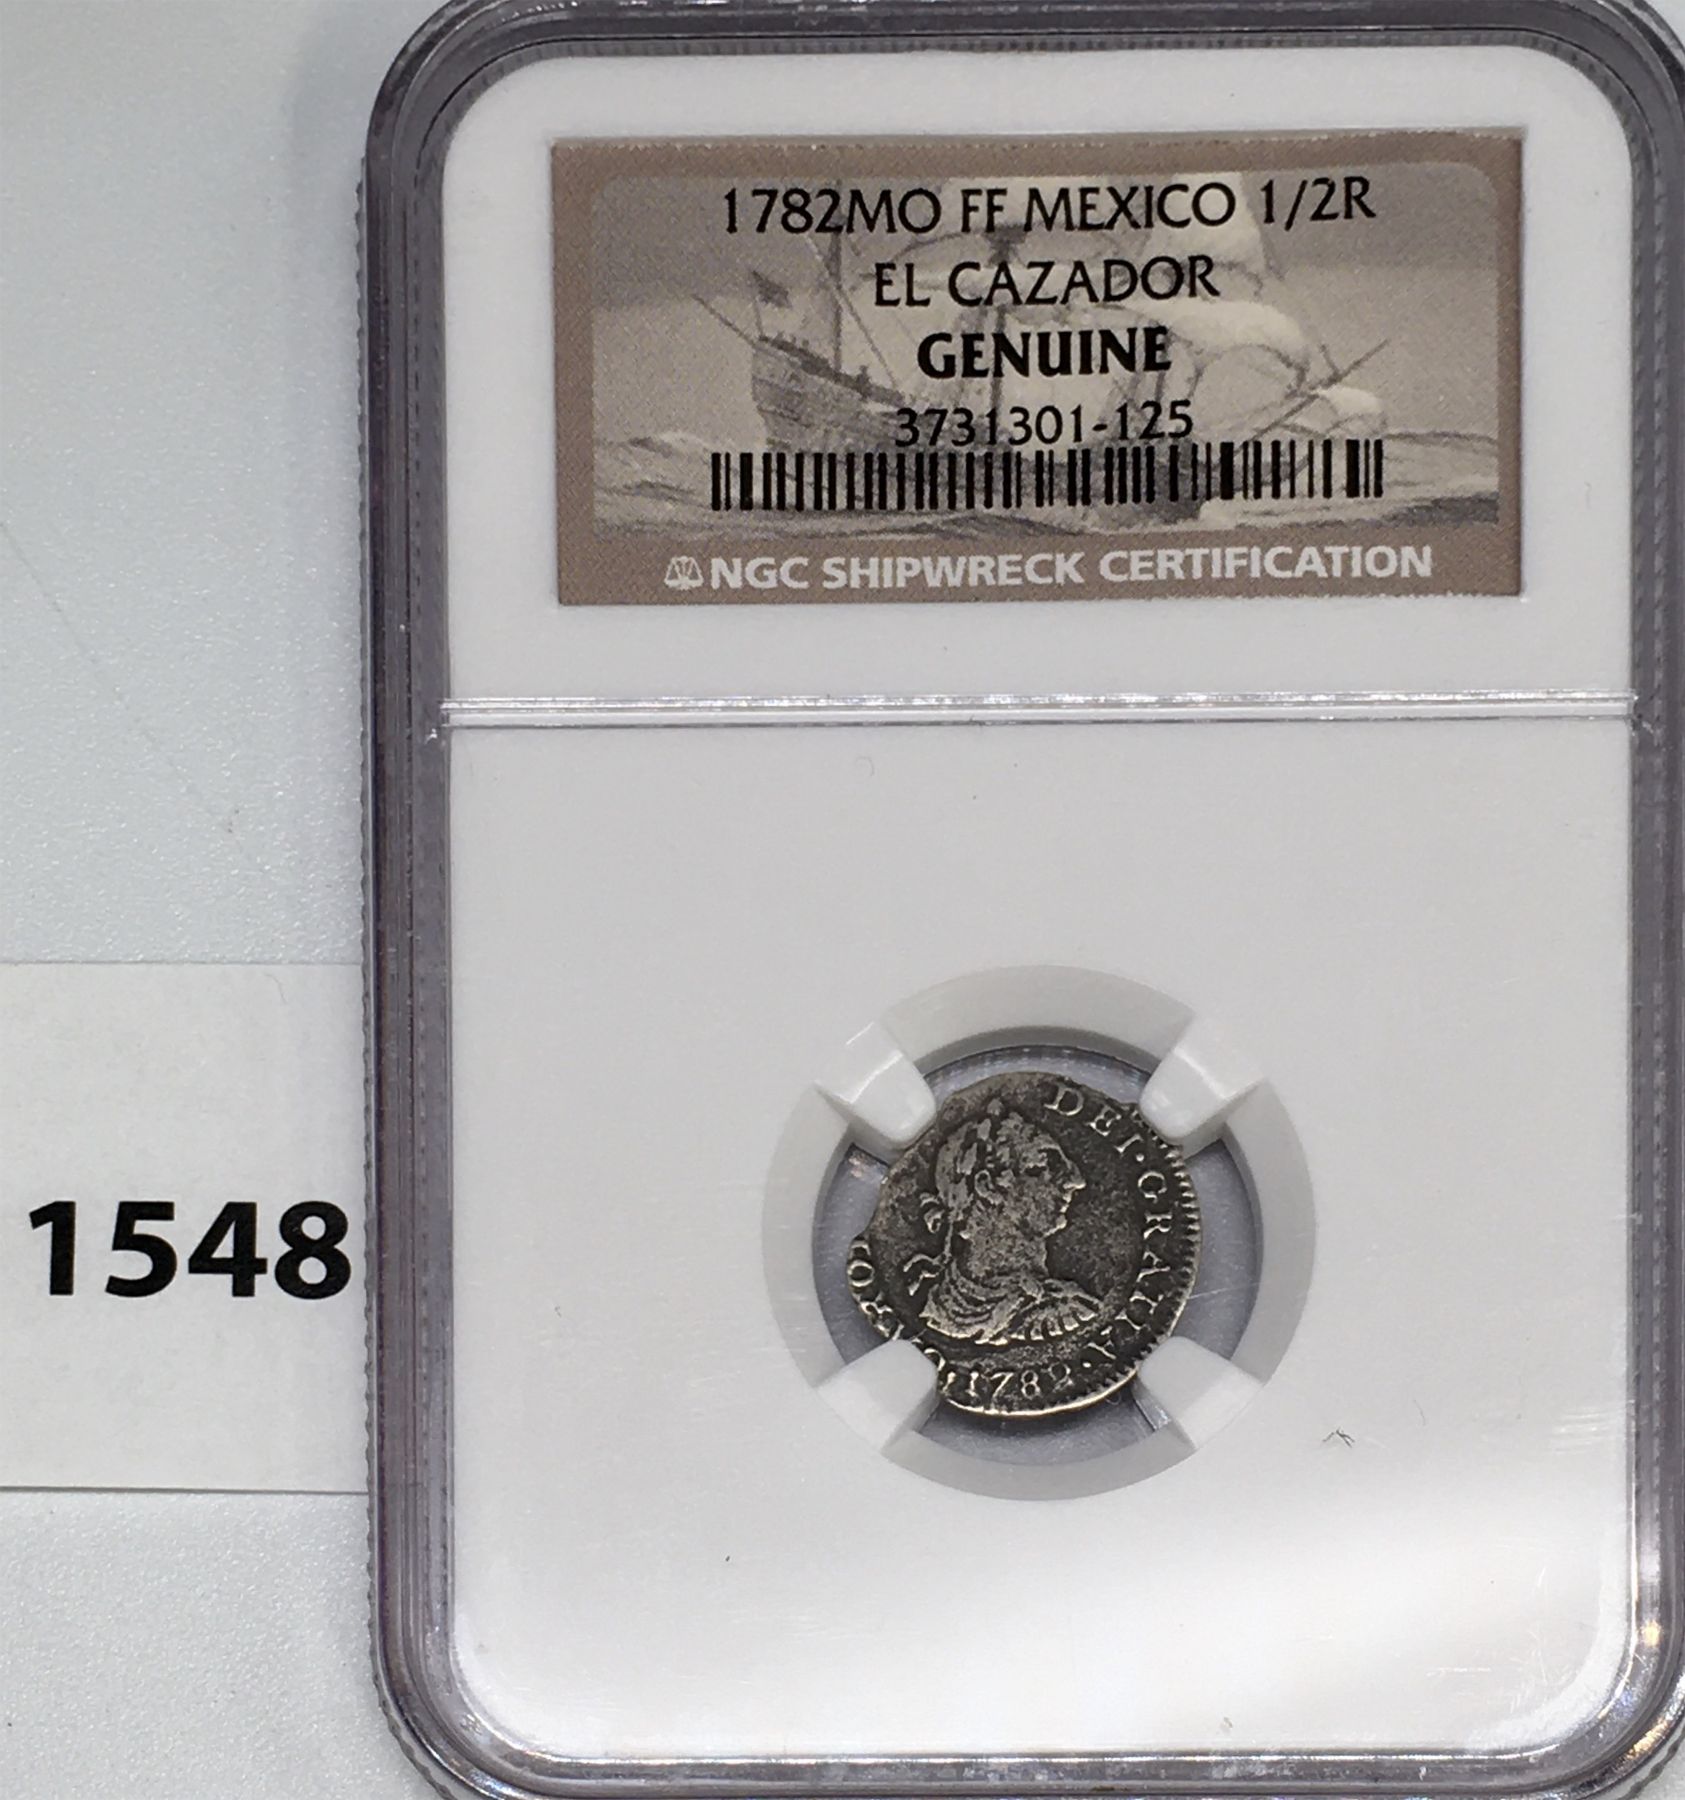 1782MO FF MEXICO 1/2R
EL CAZADOR
GENUINE
3731301-125
NGC SHIPWRECK CERTIFICATION
DEI·GRATIA·
1782
1548